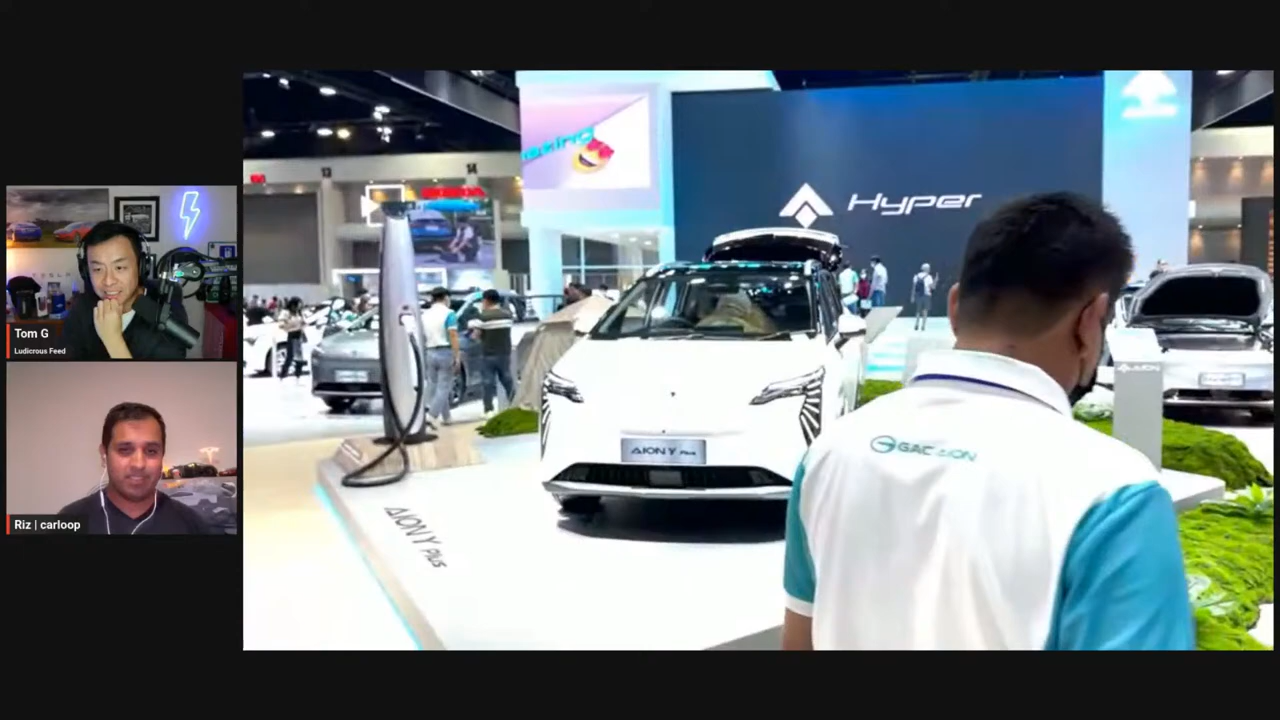 Tom G
Ludicrous Feed
Riz | carloop
Hyper
HONDA
AION Y Plus
AION Y Plus
GAC AION
AION